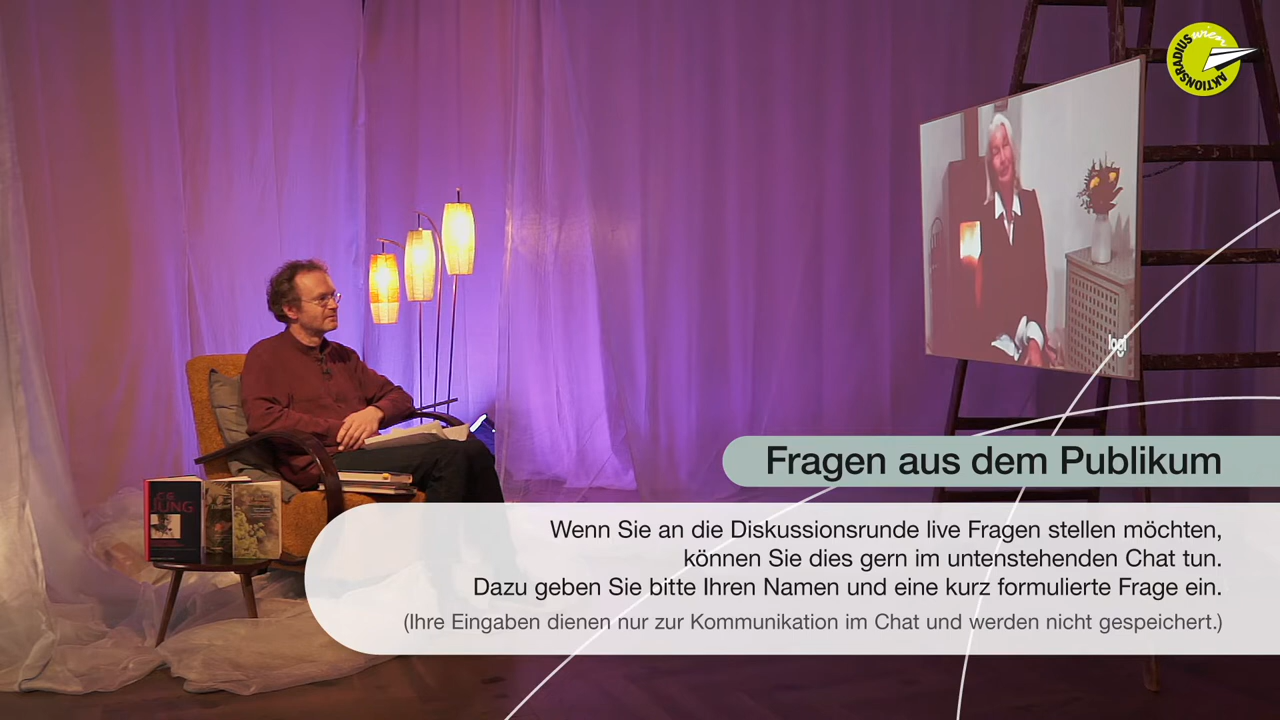 AKTIONSRADIUS wien
logi
C.G.
JUNG
Fragen aus dem Publikum
Wenn Sie an die Diskussionsrunde live Fragen stellen möchten,
können Sie dies gern im untenstehenden Chat tun.
Dazu geben Sie bitte Ihren Namen und eine kurz formulierte Frage ein.
(Ihre Eingaben dienen nur zur Kommunikation im Chat und werden nicht gespeichert.)